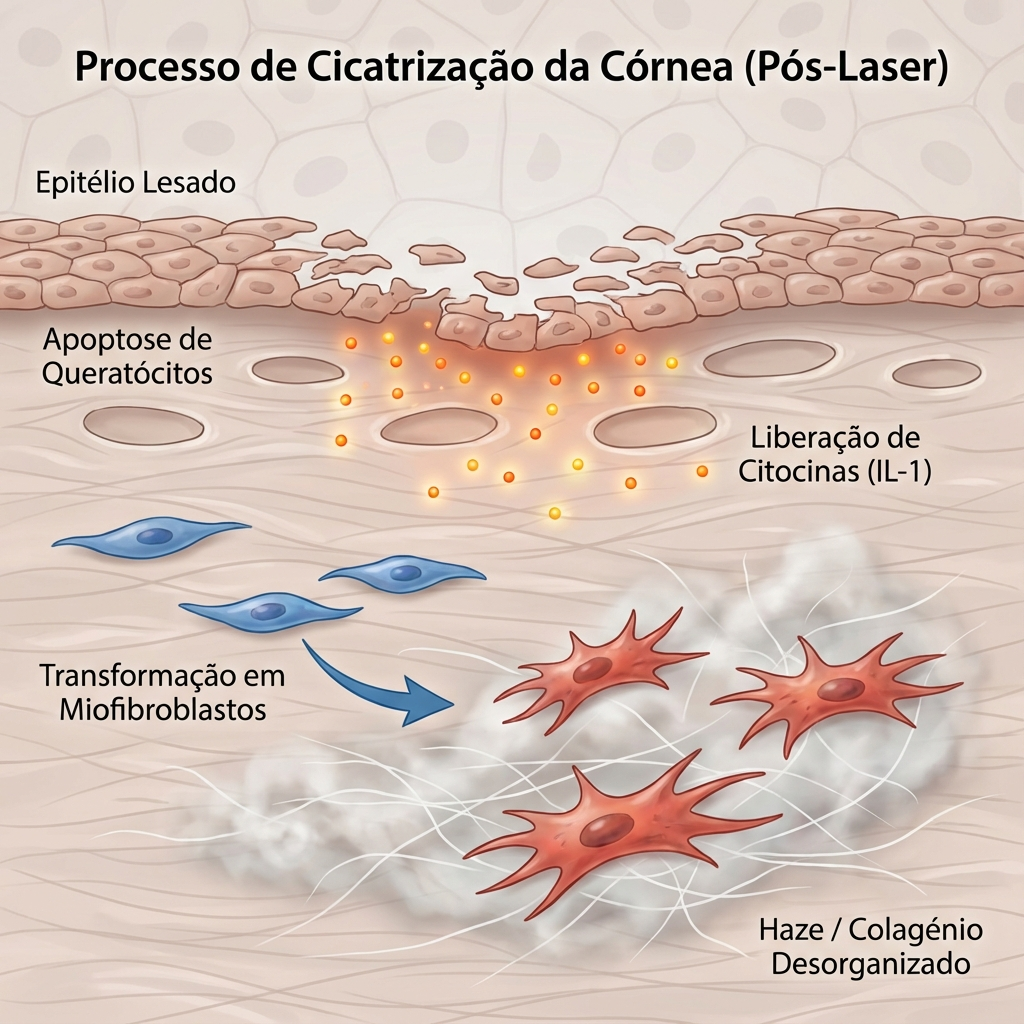 Processo de Cicatrização da Córnea (Pós-Laser)
Epitélio Lesado
Apoptose de
Queratócitos
Liberação de
Citocinas (IL-1)
Transformação em
Miofibroblastos
Haze / Colagénio
Desorganizado